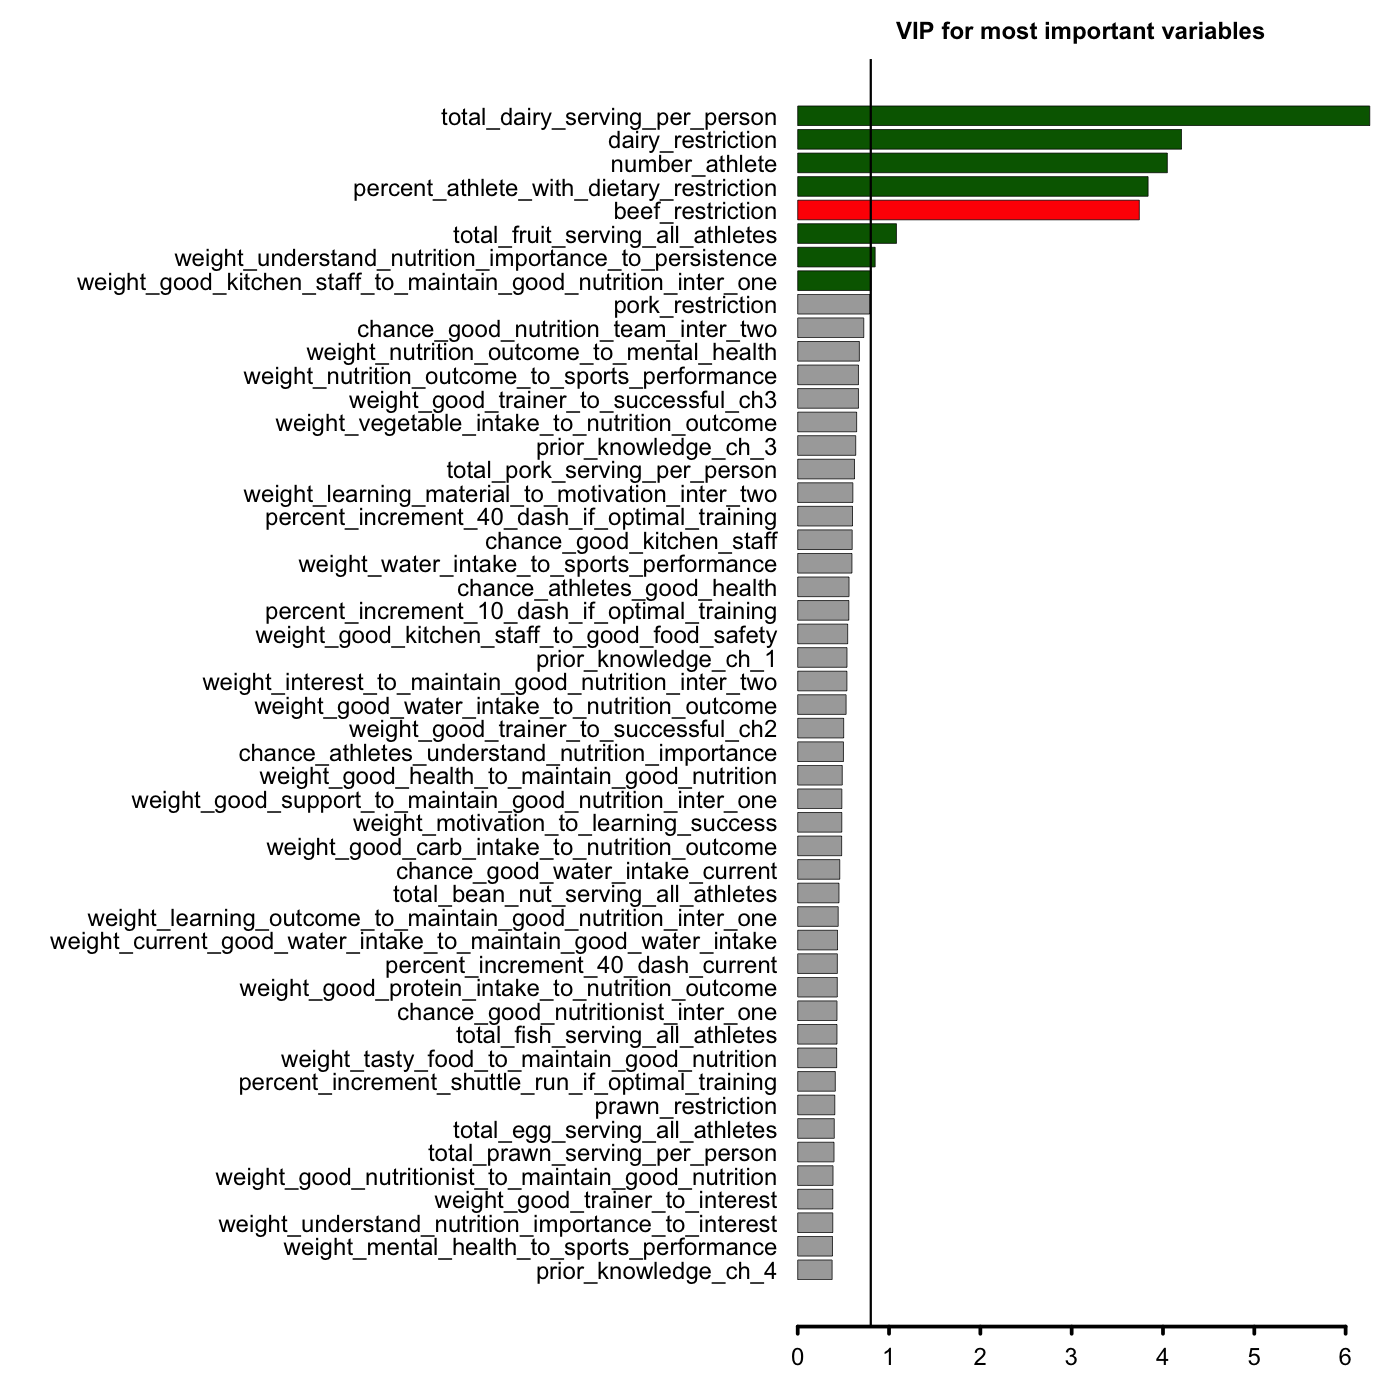 VIP for most important variables
total_dairy_serving_per_person
dairy_restriction
number_athlete
percent_athlete_with_dietary_restriction
beef_restriction
total_fruit_serving_all_athletes
weight_understand_nutrition_importance_to_persistence
weight_good_kitchen_staff_to_maintain_good_nutrition_inter_one
pork_restriction
chance_good_nutrition_team_inter_two
weight_nutrition_outcome_to_mental_health
weight_nutrition_outcome_to_sports_performance
weight_good_trainer_to_successful_ch3
weight_vegetable_intake_to_nutrition_outcome
prior_knowledge_ch_3
total_pork_serving_per_person
weight_learning_material_to_motivation_inter_two
percent_increment_40_dash_if_optimal_training
chance_good_kitchen_staff
weight_water_intake_to_sports_performance
chance_athletes_good_health
percent_increment_10_dash_if_optimal_training
weight_good_kitchen_staff_to_good_food_safety
prior_knowledge_ch_1
weight_interest_to_maintain_good_nutrition_inter_two
weight_good_water_intake_to_nutrition_outcome
weight_good_trainer_to_successful_ch2
chance_athletes_understand_nutrition_importance
weight_good_health_to_maintain_good_nutrition
weight_good_support_to_maintain_good_nutrition_inter_one
weight_motivation_to_learning_success
weight_good_carb_intake_to_nutrition_outcome
chance_good_water_intake_current
total_bean_nut_serving_all_athletes
weight_learning_outcome_to_maintain_good_nutrition_inter_one
weight_current_good_water_intake_to_maintain_good_water_intake
percent_increment_40_dash_current
weight_good_protein_intake_to_nutrition_outcome
chance_good_nutritionist_inter_one
total_fish_serving_all_athletes
weight_tasty_food_to_maintain_good_nutrition
percent_increment_shuttle_run_if_optimal_training
prawn_restriction
total_egg_serving_all_athletes
total_prawn_serving_per_person
weight_good_nutritionist_to_maintain_good_nutrition
weight_good_trainer_to_interest
weight_understand_nutrition_importance_to_interest
weight_mental_health_to_sports_performance
prior_knowledge_ch_4
0 1 2 3 4 5 6